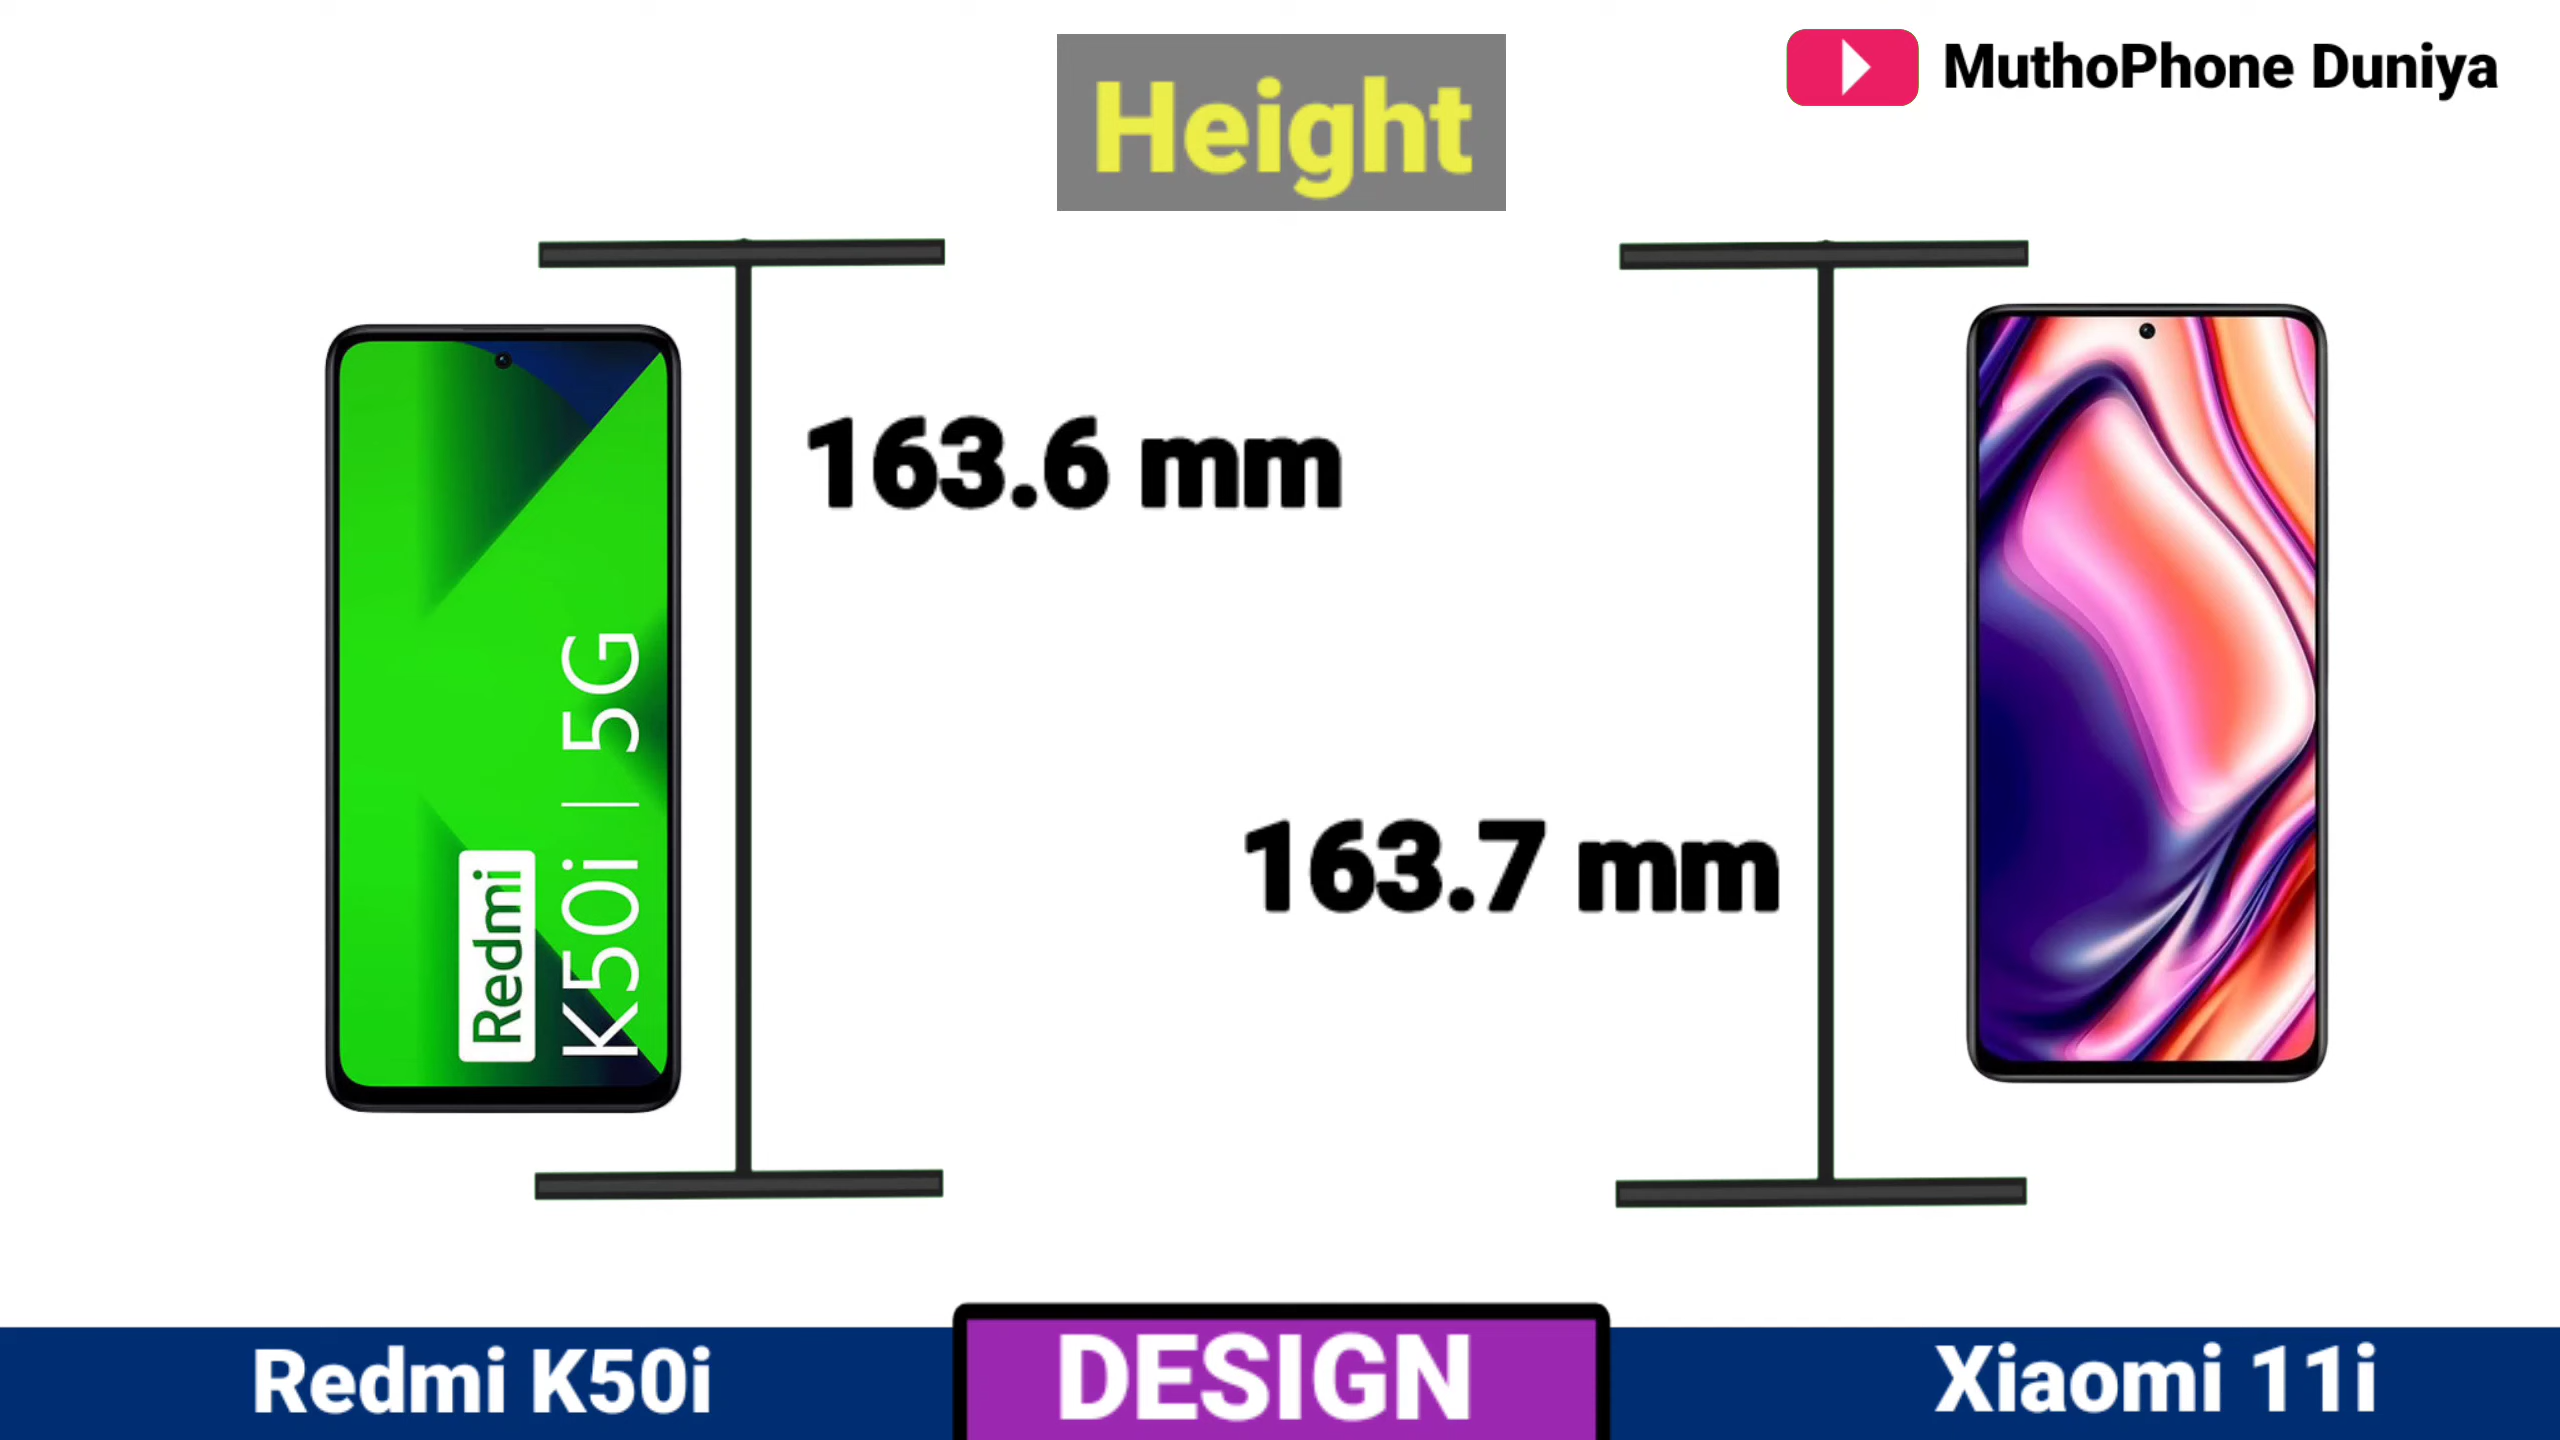 MuthoPhone Duniya
Height
163.6 mm
163.7 mm
Redmi
K50i | 5G
Redmi K50i
DESIGN
Xiaomi 11i